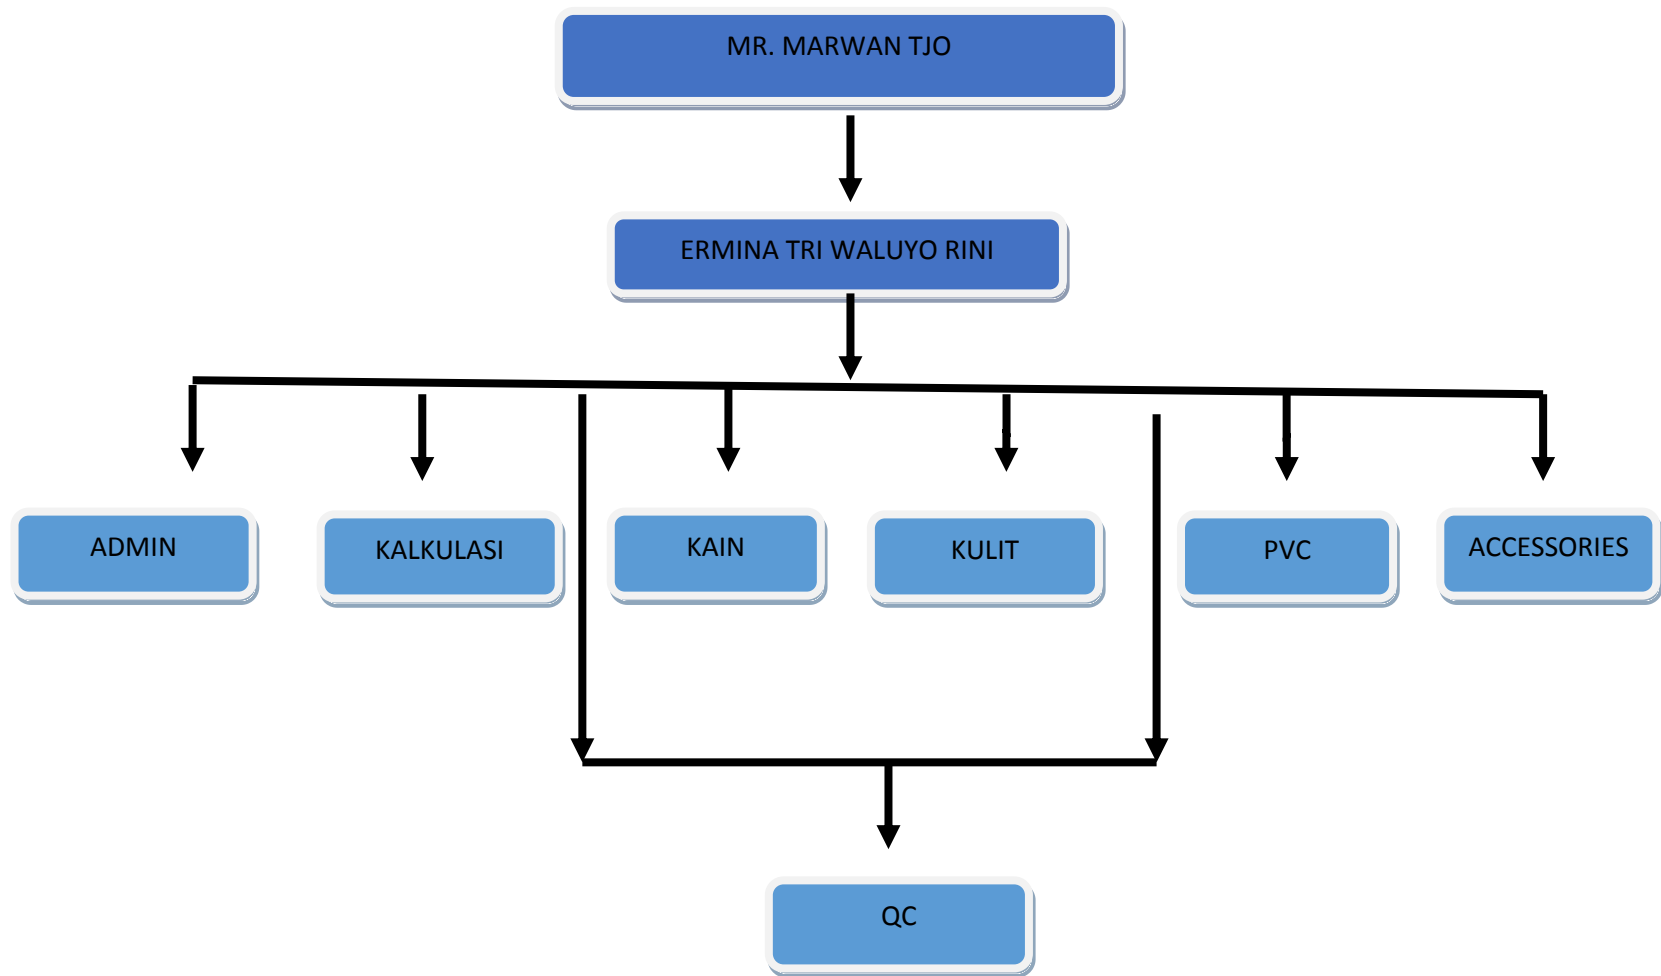 MR. MARWAN TJO
ERMINA TRI WALUYO RINI
ADMIN
KALKULASI
KAIN
KULIT
PVC
ACCESSORIES
QC